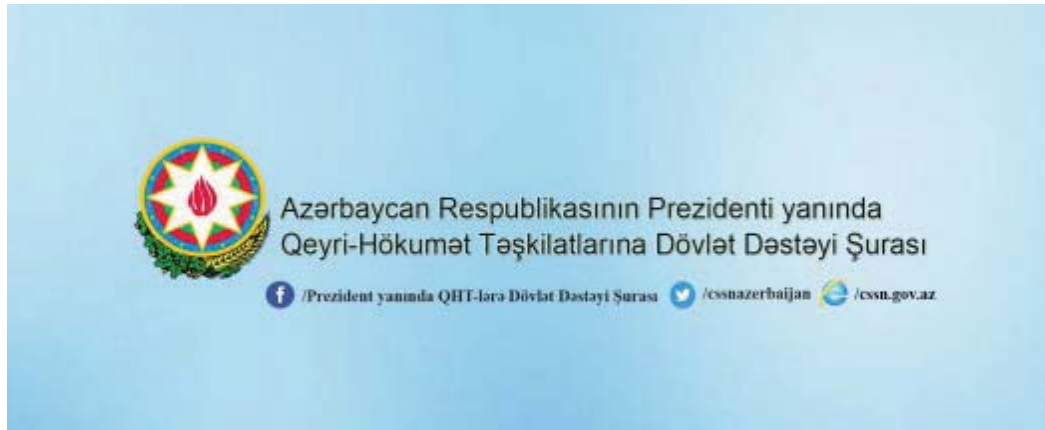 Azərbaycan Respublikasının Prezidenti yanında
Qeyri-Hökumət Təşkilatlarına Dövlət Dəstəyi Şurası
/Prezident yanında QHT-lərə Dövlət Dəstəyi Şurası /cssnazerbaijan /cssn.gov.az